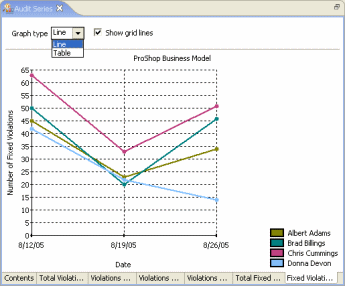 Audit Series
Graph type
Line
Show grid lines
Line
Table
ProShop Business Model
65
60
55
50
45
40
35
30
25
20
15
10
5
0
Number of Fixed Violations
8/12/05
8/19/05
8/26/05
Date
Albert Adams
Brad Billings
Chris Cummings
Donna Devon
Contents
Total Violati...
Violations ...
Violations ...
Violations ...
Total Fixed ...
Fixed Violati...